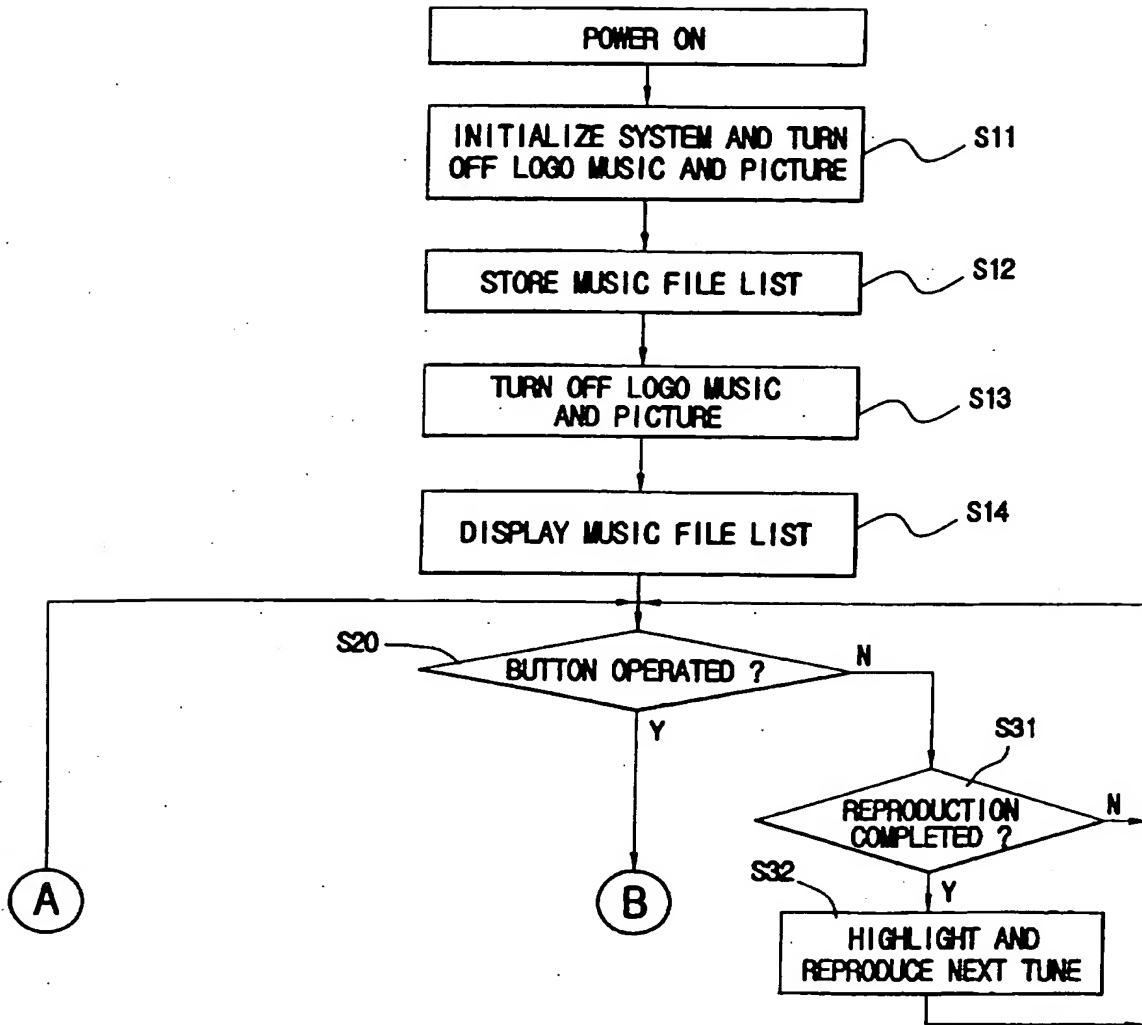 POWER ON
INITIALIZE SYSTEM AND TURN
OFF LOGO MUSIC AND PICTURE
S11
STORE MUSIC FILE LIST
S12
TURN OFF LOGO MUSIC
AND PICTURE
S13
DISPLAY MUSIC FILE LIST
S14
S20
BUTTON OPERATED ?
N
Y
S31
REPRODUCTION
COMPLETED ?
N
Y
S32
HIGHLIGHT AND
REPRODUCE NEXT TUNE
A
B